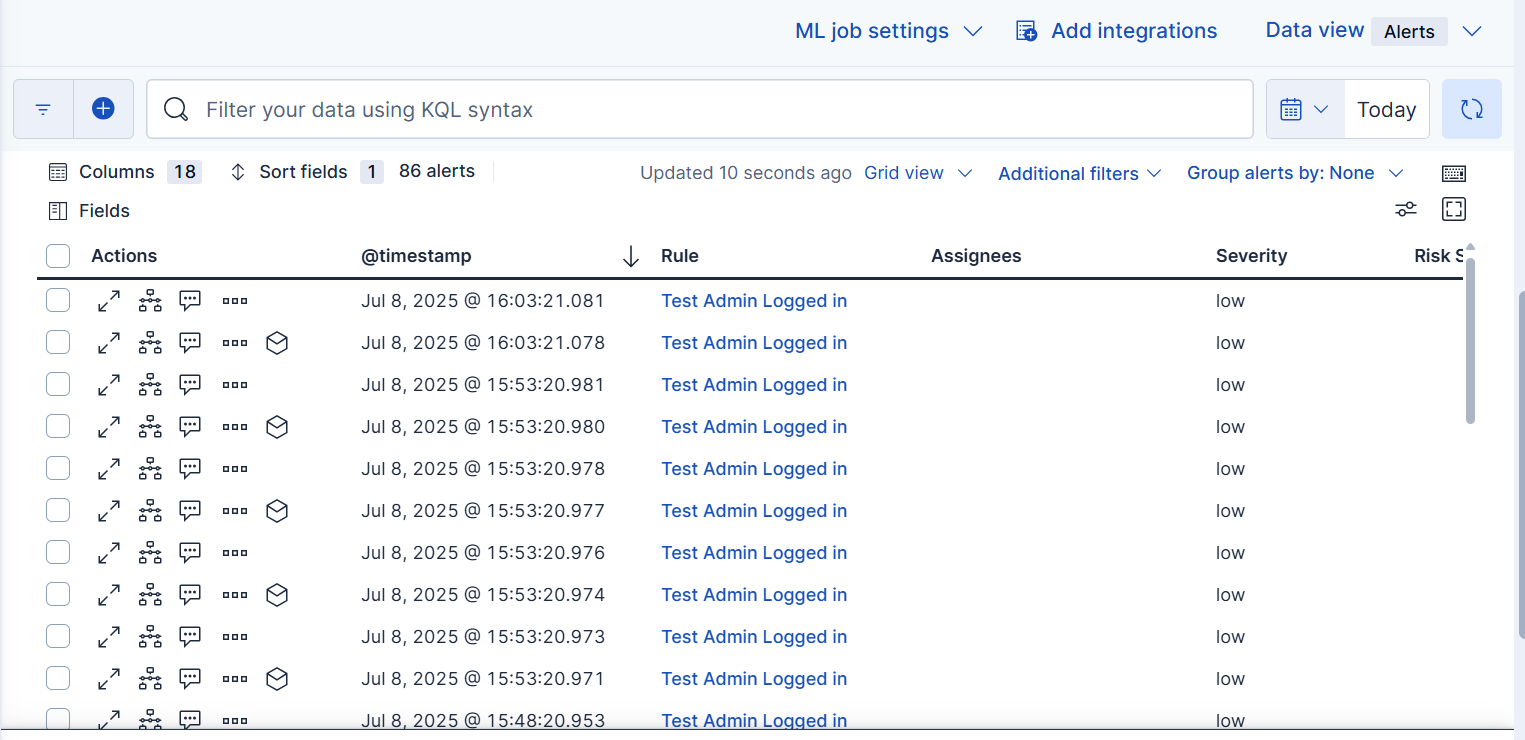 ML job settings Add integrations Data view Alerts
Filter your data using KQL syntax Today
Columns 18 Sort fields 1 86 alerts Updated 10 seconds ago Grid view Additional filters Group alerts by: None
Fields
Actions @timestamp Rule Assignees Severity Risk S
Jul 8, 2025 @ 16:03:21.081 Test Admin Logged in low
Jul 8, 2025 @ 16:03:21.078 Test Admin Logged in low
Jul 8, 2025 @ 15:53:20.981 Test Admin Logged in low
Jul 8, 2025 @ 15:53:20.980 Test Admin Logged in low
Jul 8, 2025 @ 15:53:20.978 Test Admin Logged in low
Jul 8, 2025 @ 15:53:20.977 Test Admin Logged in low
Jul 8, 2025 @ 15:53:20.976 Test Admin Logged in low
Jul 8, 2025 @ 15:53:20.974 Test Admin Logged in low
Jul 8, 2025 @ 15:53:20.973 Test Admin Logged in low
Jul 8, 2025 @ 15:53:20.971 Test Admin Logged in low
Jul 8, 2025 @ 15:48:20.953 Test Admin Logged in low